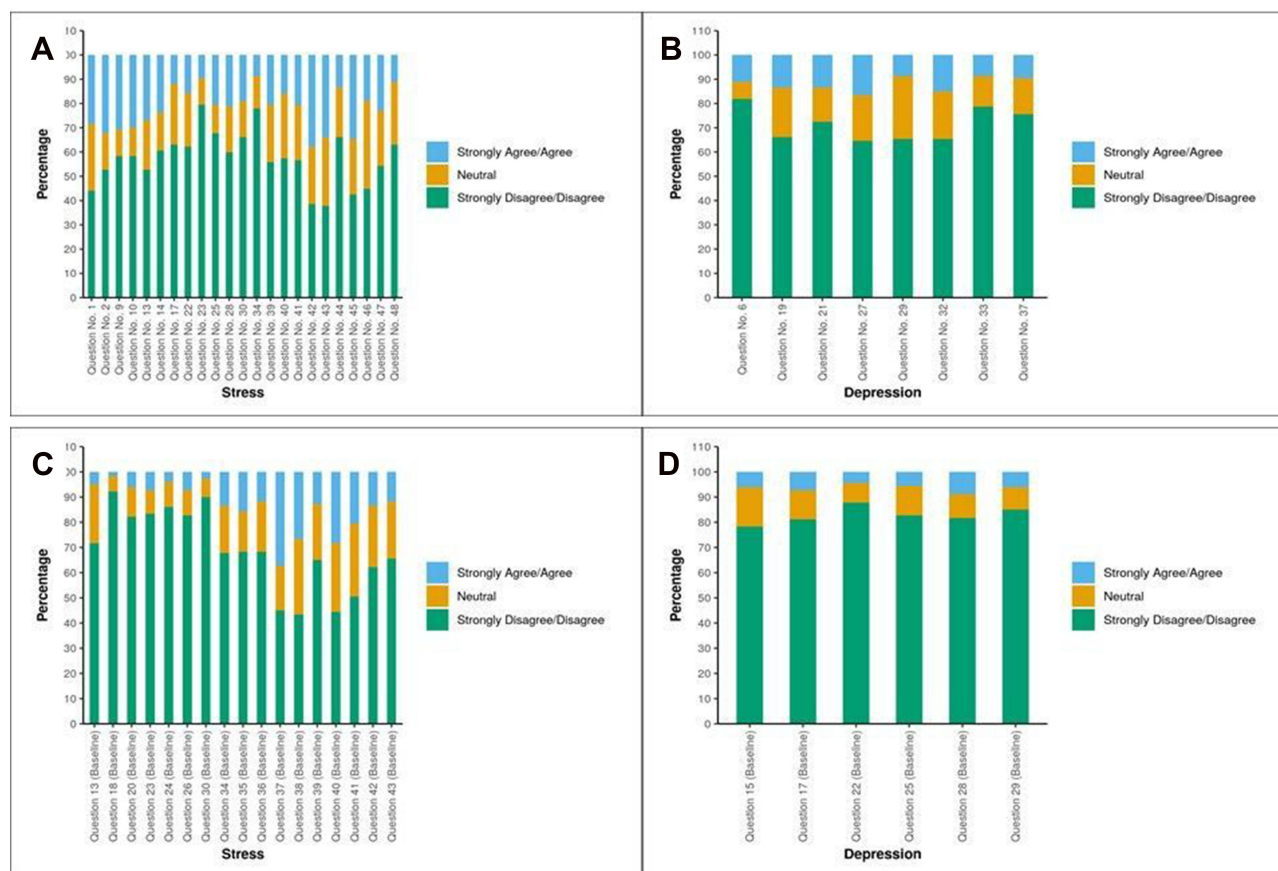 A
10
00
90
80
70
60
50
40
30
20
10
0
Percentage
Question No. 1
Question No. 2
Question No. 9
Question No. 10
Question No. 13
Question No. 14
Question No. 17
Question No. 22
Question No. 23
Question No. 25
Question No. 28
Question No. 30
Question No. 34
Question No. 39
Question No. 40
Question No. 41
Question No. 42
Question No. 43
Question No. 44
Question No. 45
Question No. 46
Question No. 47
Question No. 48
Stress
Strongly Agree/Agree
Neutral
Strongly Disagree/Disagree
B
110
100
90
80
70
60
50
40
30
20
10
0
Percentage
Question No. 6
Question No. 19
Question No. 21
Question No. 27
Question No. 29
Question No. 32
Question No. 33
Question No. 37
Depression
Strongly Agree/Agree
Neutral
Strongly Disagree/Disagree
C
10
00
90
80
70
60
50
40
30
20
10
0
Percentage
Question 13 (Baseline)
Question 18 (Baseline)
Question 20 (Baseline)
Question 23 (Baseline)
Question 24 (Baseline)
Question 26 (Baseline)
Question 30 (Baseline)
Question 34 (Baseline)
Question 35 (Baseline)
Question 36 (Baseline)
Question 37 (Baseline)
Question 38 (Baseline)
Question 39 (Baseline)
Question 40 (Baseline)
Question 41 (Baseline)
Question 42 (Baseline)
Question 43 (Baseline)
Stress
Strongly Agree/Agree
Neutral
Strongly Disagree/Disagree
D
110
100
90
80
70
60
50
40
30
20
10
0
Percentage
Question 15 (Baseline)
Question 17 (Baseline)
Question 22 (Baseline)
Question 25 (Baseline)
Question 28 (Baseline)
Question 29 (Baseline)
Depression
Strongly Agree/Agree
Neutral
Strongly Disagree/Disagree